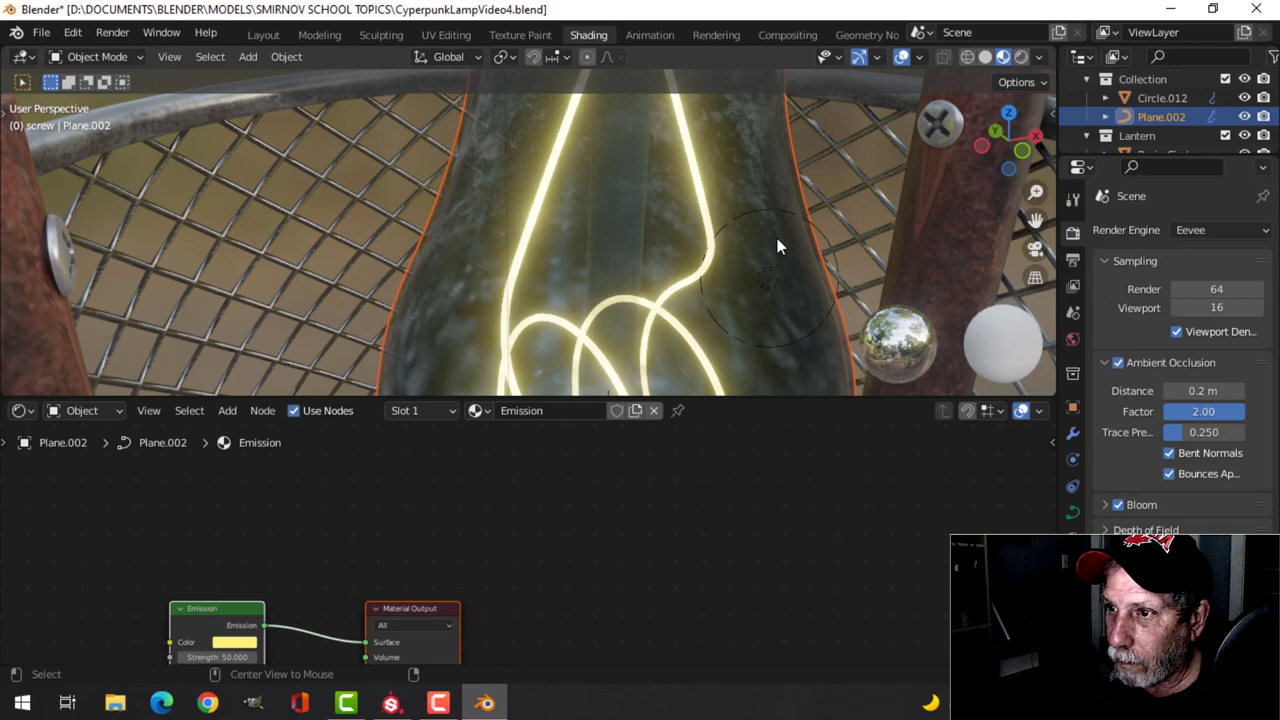 Blender* [D:\DOCUMENTS\BLENDER\MODELS\SMIRNOV SCHOOL TOPICS\CyperpunkLampVideo4.blend]
File Edit Render Window Help Layout Modeling Sculpting UV Editing Texture Paint Shading Animation Rendering Compositing Geometry No Scene ViewLayer
Object Mode View Select Add Object Global
Options
User Perspective
(0) screw | Plane.002
Z
Y
X
Collection
Circle.012
Plane.002
Lantern
Scene
Render Engine Eevee
Sampling
Render 64
Viewport 16
Viewport Den...
Ambient Occlusion
Distance 0.2 m
Factor 2.00
Trace Pre... 0.250
Bent Normals
Bounces Ap...
Bloom
Depth of Field
Object View Select Add Node Use Nodes Slot 1 Emission
Plane.002 Plane.002 Emission
Emission
Emission
Color
Strength 50.000
Material Output
All
Surface
Volume
Select Center View to Mouse